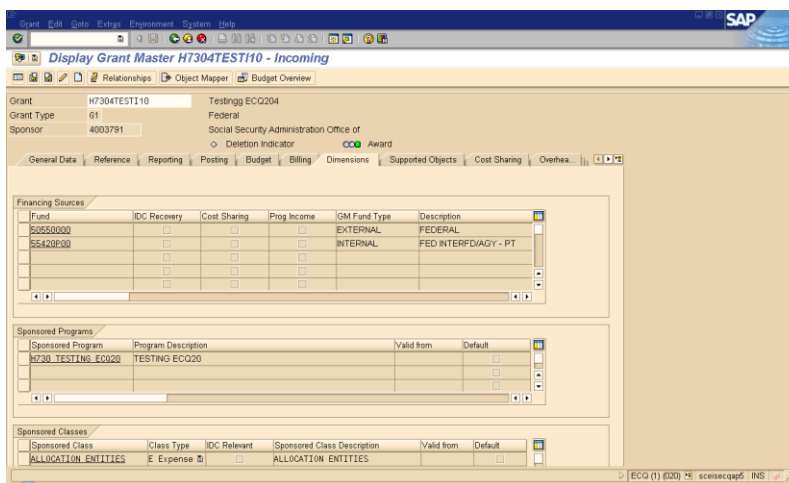 Grant Edit Goto Extras Environment System Help
SAP
Display Grant Master H7304TESTI10 - Incoming
Relationships Object Mapper Budget Overview
Grant H7304TESTI10 Testingg ECQ204
Grant Type G1 Federal
Sponsor 4003791 Social Security Administration Office of
Deletion Indicator Award
General Data Reference Reporting Posting Budget Billing Dimensions Supported Objects Cost Sharing Overhea...
Financing Sources
Fund IDC Recovery Cost Sharing Prog Income GM Fund Type Description
50550000 EXTERNAL FEDERAL
55420P00 INTERNAL FED INTERFD/AGY - PT
Sponsored Programs
Sponsored Program Program Description Valid from Default
H730 TESTING ECQ20 TESTING ECQ20
Sponsored Classes
Sponsored Class Class Type IDC Relevant Sponsored Class Description Valid from Default
ALLOCATION ENTITIES E Expense ALLOCATION ENTITIES
ECQ (1) (020) sceisecqap5 INS